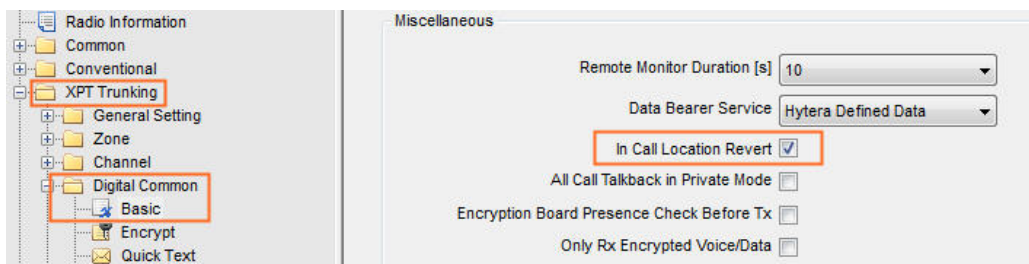 Radio Information
Common
Conventional
XPT Trunking
General Setting
Zone
Channel
Digital Common
Basic
Encrypt
Quick Text
Miscellaneous
Remote Monitor Duration [s] 10
Data Bearer Service Hytera Defined Data
In Call Location Revert
All Call Talkback in Private Mode
Encryption Board Presence Check Before Tx
Only Rx Encrypted Voice/Data